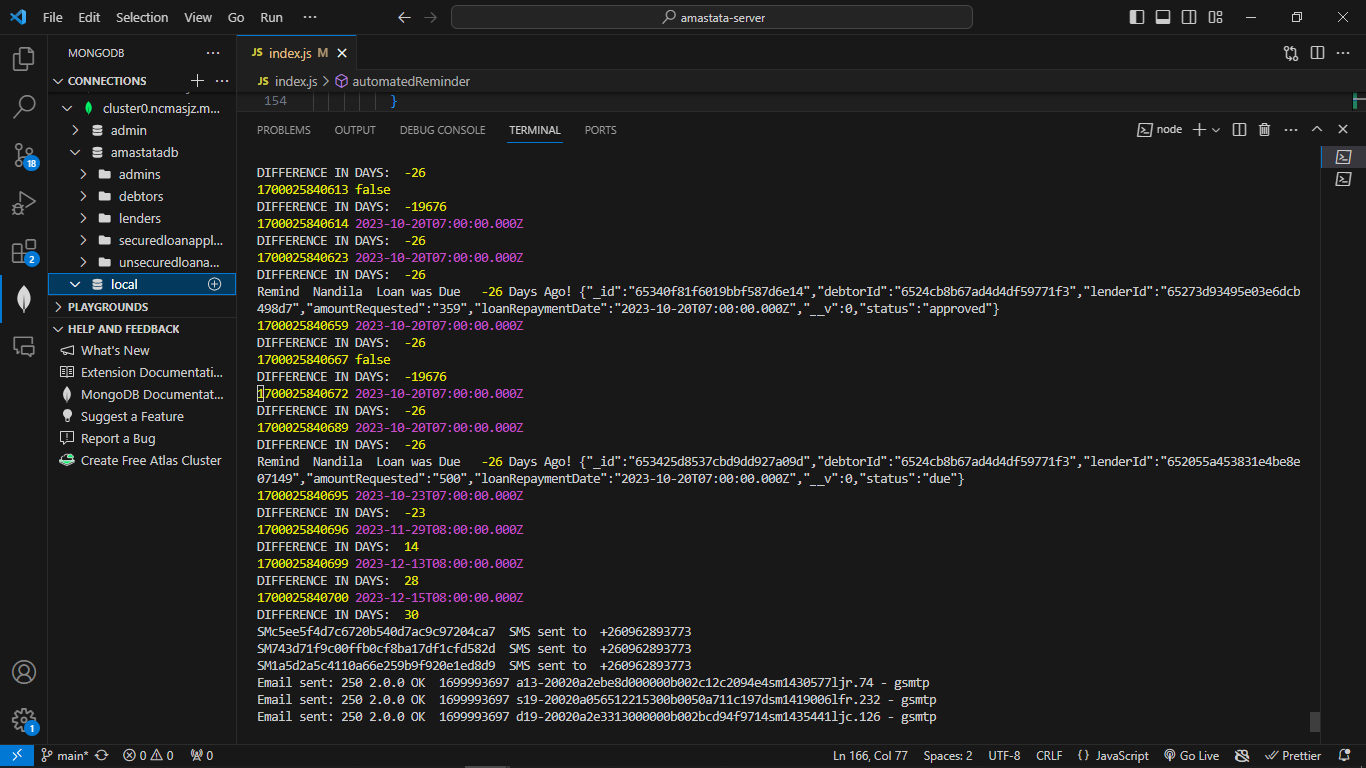 File Edit Selection View Go Run ··· amastata-server
MONGODB ···
CONNECTIONS
cluster0.ncmasjz.m...
admin
amastatadb
admins
debtors
lenders
securedloanappl...
unsecuredloana...
local
PLAYGROUNDS
HELP AND FEEDBACK
What's New
Extension Documentati...
MongoDB Documentat...
Suggest a Feature
Report a Bug
Create Free Atlas Cluster
18
2
1
JS index.js M
JS index.js > automatedReminder
154 }
PROBLEMS OUTPUT DEBUG CONSOLE TERMINAL PORTS node
DIFFERENCE IN DAYS: -26
1700025840613 false
DIFFERENCE IN DAYS: -19676
1700025840614 2023-10-20T07:00:00.000Z
DIFFERENCE IN DAYS: -26
1700025840623 2023-10-20T07:00:00.000Z
DIFFERENCE IN DAYS: -26
Remind Nandila Loan was Due -26 Days Ago! {"_id":"65340f81f6019bbf587d6e14","debtorId":"6524cb8b67ad4d4df59771f3","lenderId":"65273d93495e03e6dcb
498d7","amountRequested":"359","loanRepaymentDate":"2023-10-20T07:00:00.000Z","__v":0,"status":"approved"}
1700025840659 2023-10-20T07:00:00.000Z
DIFFERENCE IN DAYS: -26
1700025840667 false
DIFFERENCE IN DAYS: -19676
1700025840672 2023-10-20T07:00:00.000Z
DIFFERENCE IN DAYS: -26
1700025840689 2023-10-20T07:00:00.000Z
DIFFERENCE IN DAYS: -26
Remind Nandila Loan was Due -26 Days Ago! {"_id":"653425d8537cbd9dd927a09d","debtorId":"6524cb8b67ad4d4df59771f3","lenderId":"652055a453831e4be8e
07149","amountRequested":"500","loanRepaymentDate":"2023-10-20T07:00:00.000Z","__v":0,"status":"due"}
1700025840695 2023-10-23T07:00:00.000Z
DIFFERENCE IN DAYS: -23
1700025840696 2023-11-29T08:00:00.000Z
DIFFERENCE IN DAYS: 14
1700025840699 2023-12-13T08:00:00.000Z
DIFFERENCE IN DAYS: 28
1700025840700 2023-12-15T08:00:00.000Z
DIFFERENCE IN DAYS: 30
SMc5ee5f4d7c6720b540d7ac9c97204ca7 SMS sent to +260962893773
SM743d71f9c00ffb0cf8ba17df1cfd582d SMS sent to +260962893773
SM1a5d2a5c4110a66e259b9f920e1ed8d9 SMS sent to +260962893773
Email sent: 250 2.0.0 OK 1699993697 a13-20020a2ebe8d000000b002c12c2094e4sm1430577ljr.74 - gsmtp
Email sent: 250 2.0.0 OK 1699993697 s19-20020a056512215300b0050a711c197dsm1419006lfr.232 - gsmtp
Email sent: 250 2.0.0 OK 1699993697 d19-20020a2e3313000000b002bcd94f9714sm1435441ljc.126 - gsmtp
main* 0 0 0 Ln 166, Col 77 Spaces: 2 UTF-8 CRLF {} JavaScript Go Live Prettier